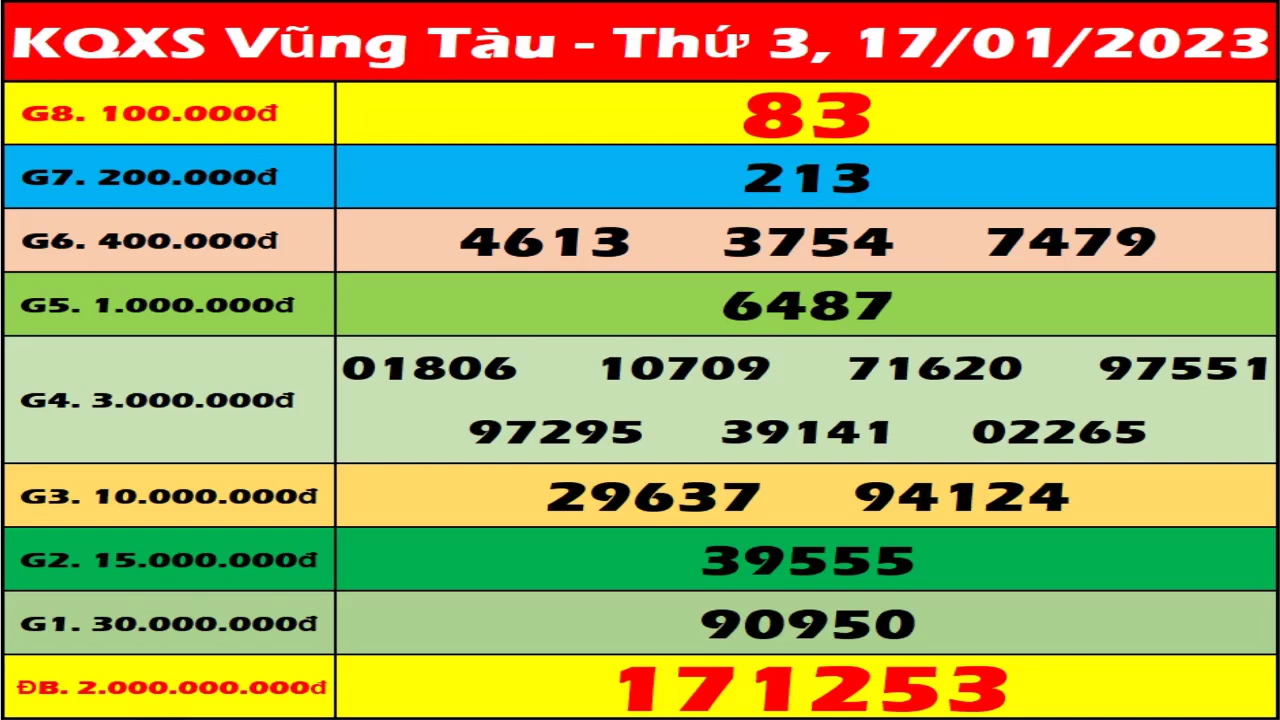 KQXS Vũng Tàu - Thứ 3, 17/01/2023
G8. 100.000đ 83
G7. 200.000đ 213
G6. 400.000đ 4613 3754 7479
G5. 1.000.000đ 6487
G4. 3.000.000đ 01806 10709 71620 97551
97295 39141 02265
G3. 10.000.000đ 29637 94124
G2. 15.000.000đ 39555
G1. 30.000.000đ 90950
ĐB. 2.000.000.000đ 171253